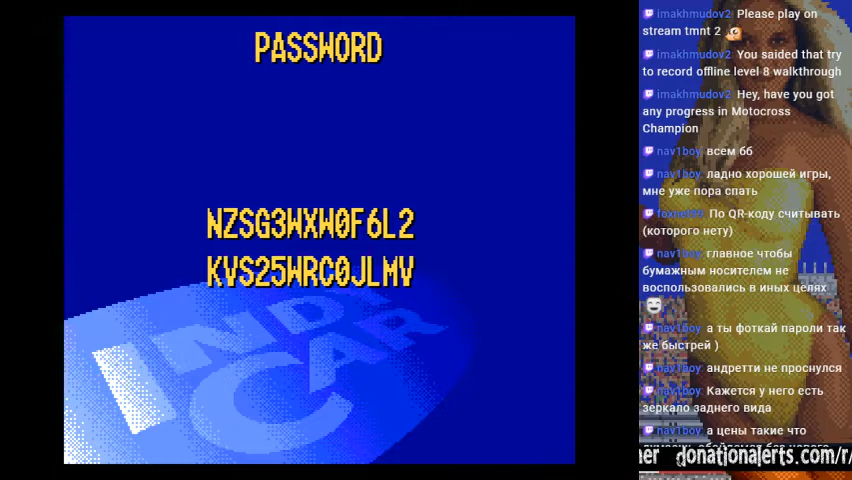 PASSWORD
NZSG3WXW0F6L2
KVS25WRC0JLMV
INDY
CAR
imakhmudov2: Please play on
stream tmnt 2
imakhmudov2: You saided that try
to record offline level 8 walkthrough
imakhmudov2: Hey, have you got
any progress in Motocross
Champion
nav1boy: всем бб
nav1boy: ладно хорошей игры,
мне уже пора спать
По QR-коду считывать
(которого нету)
nav1boy: главное чтобы
бумажным носителем не
воспользовались в иных целях
nav1boy: а ты фоткай пароли так
же быстрей )
nav1boy: андретти не проснулся
nav1boy: Кажется у него есть
зеркало заднего вида
nav1boy: а цены такие что
ner donationalerts.com/r/